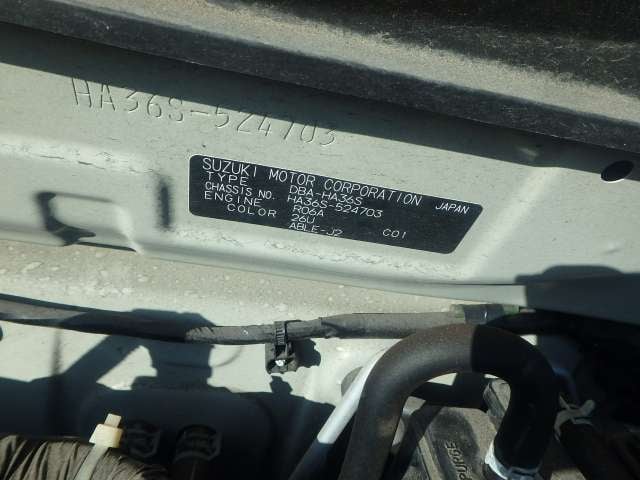 HA36S-524703
SUZUKI MOTOR CORPORATION JAPAN
TYPE DBA-HA36S
CHASSIS NO. HA36S-524703
ENGINE R06A
COLOR 26U
ABLE-J2 C01
PURGE